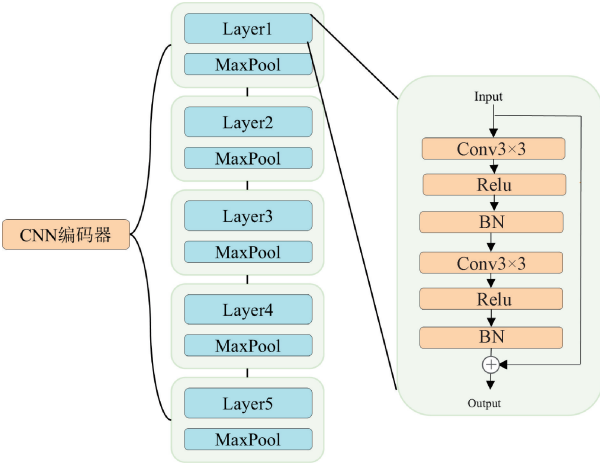 CNN编码器
Layer1
MaxPool
Layer2
MaxPool
Layer3
MaxPool
Layer4
MaxPool
Layer5
MaxPool
Input
Conv3×3
Relu
BN
Conv3×3
Relu
BN
Output